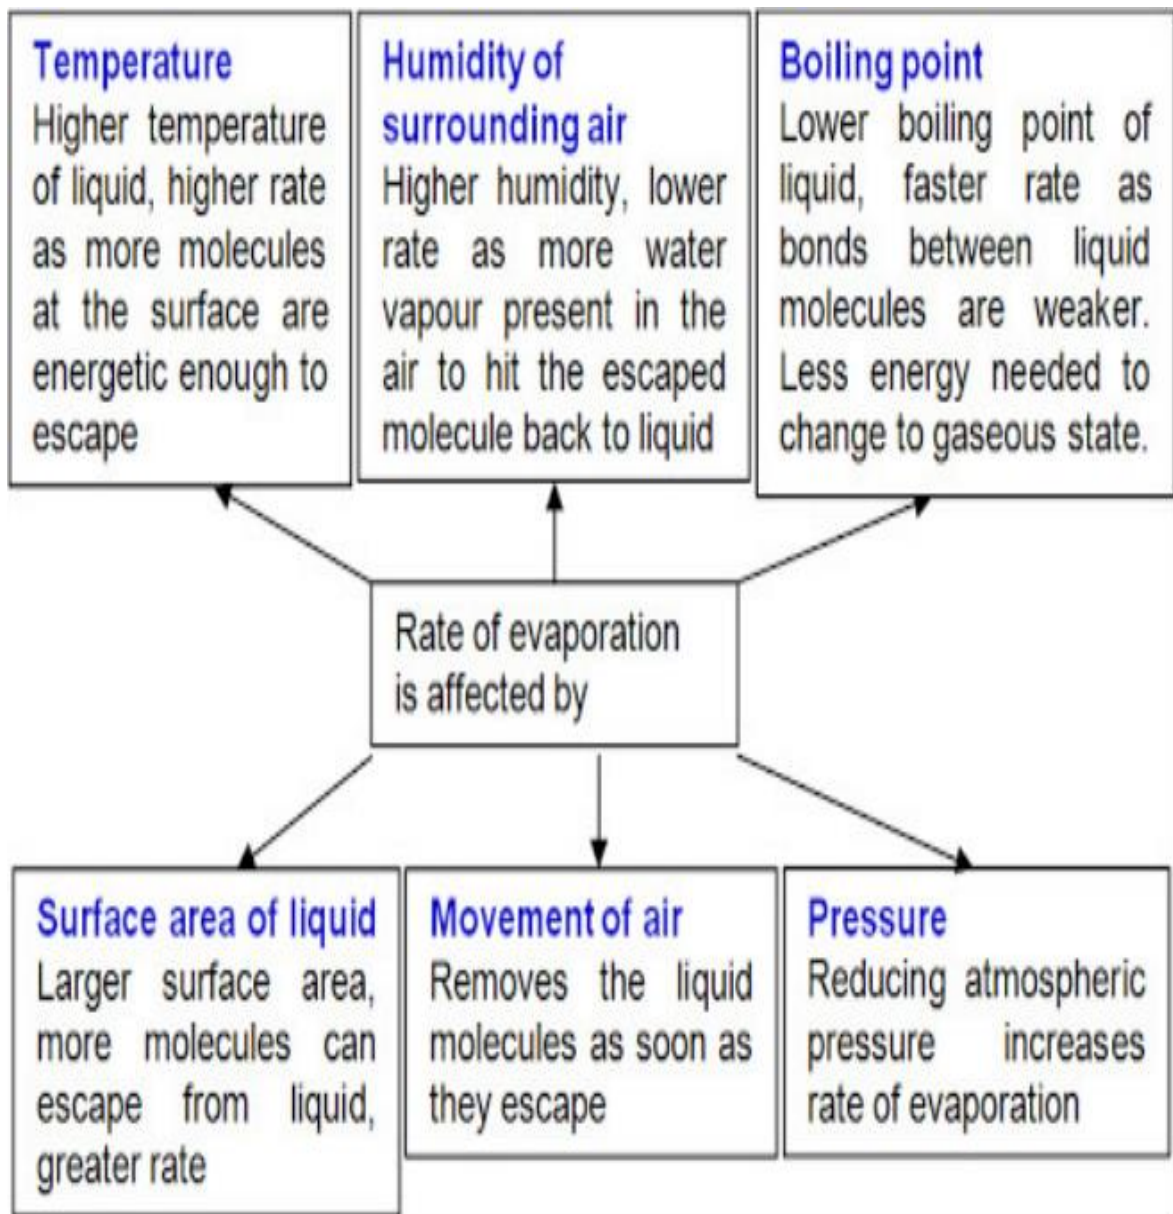 Temperature
Higher temperature
of liquid, higher rate
as more molecules
at the surface are
energetic enough to
escape
Humidity of
surrounding air
Higher humidity, lower
rate as more water
vapour present in the
air to hit the escaped
molecule back to liquid
Boiling point
Lower boiling point of
liquid, faster rate as
bonds between liquid
molecules are weaker.
Less energy needed to
change to gaseous state.
Rate of evaporation
is affected by
Surface area of liquid
Larger surface area,
more molecules can
escape from liquid,
greater rate
Movement of air
Removes the liquid
molecules as soon as
they escape
Pressure
Reducing atmospheric
pressure increases
rate of evaporation